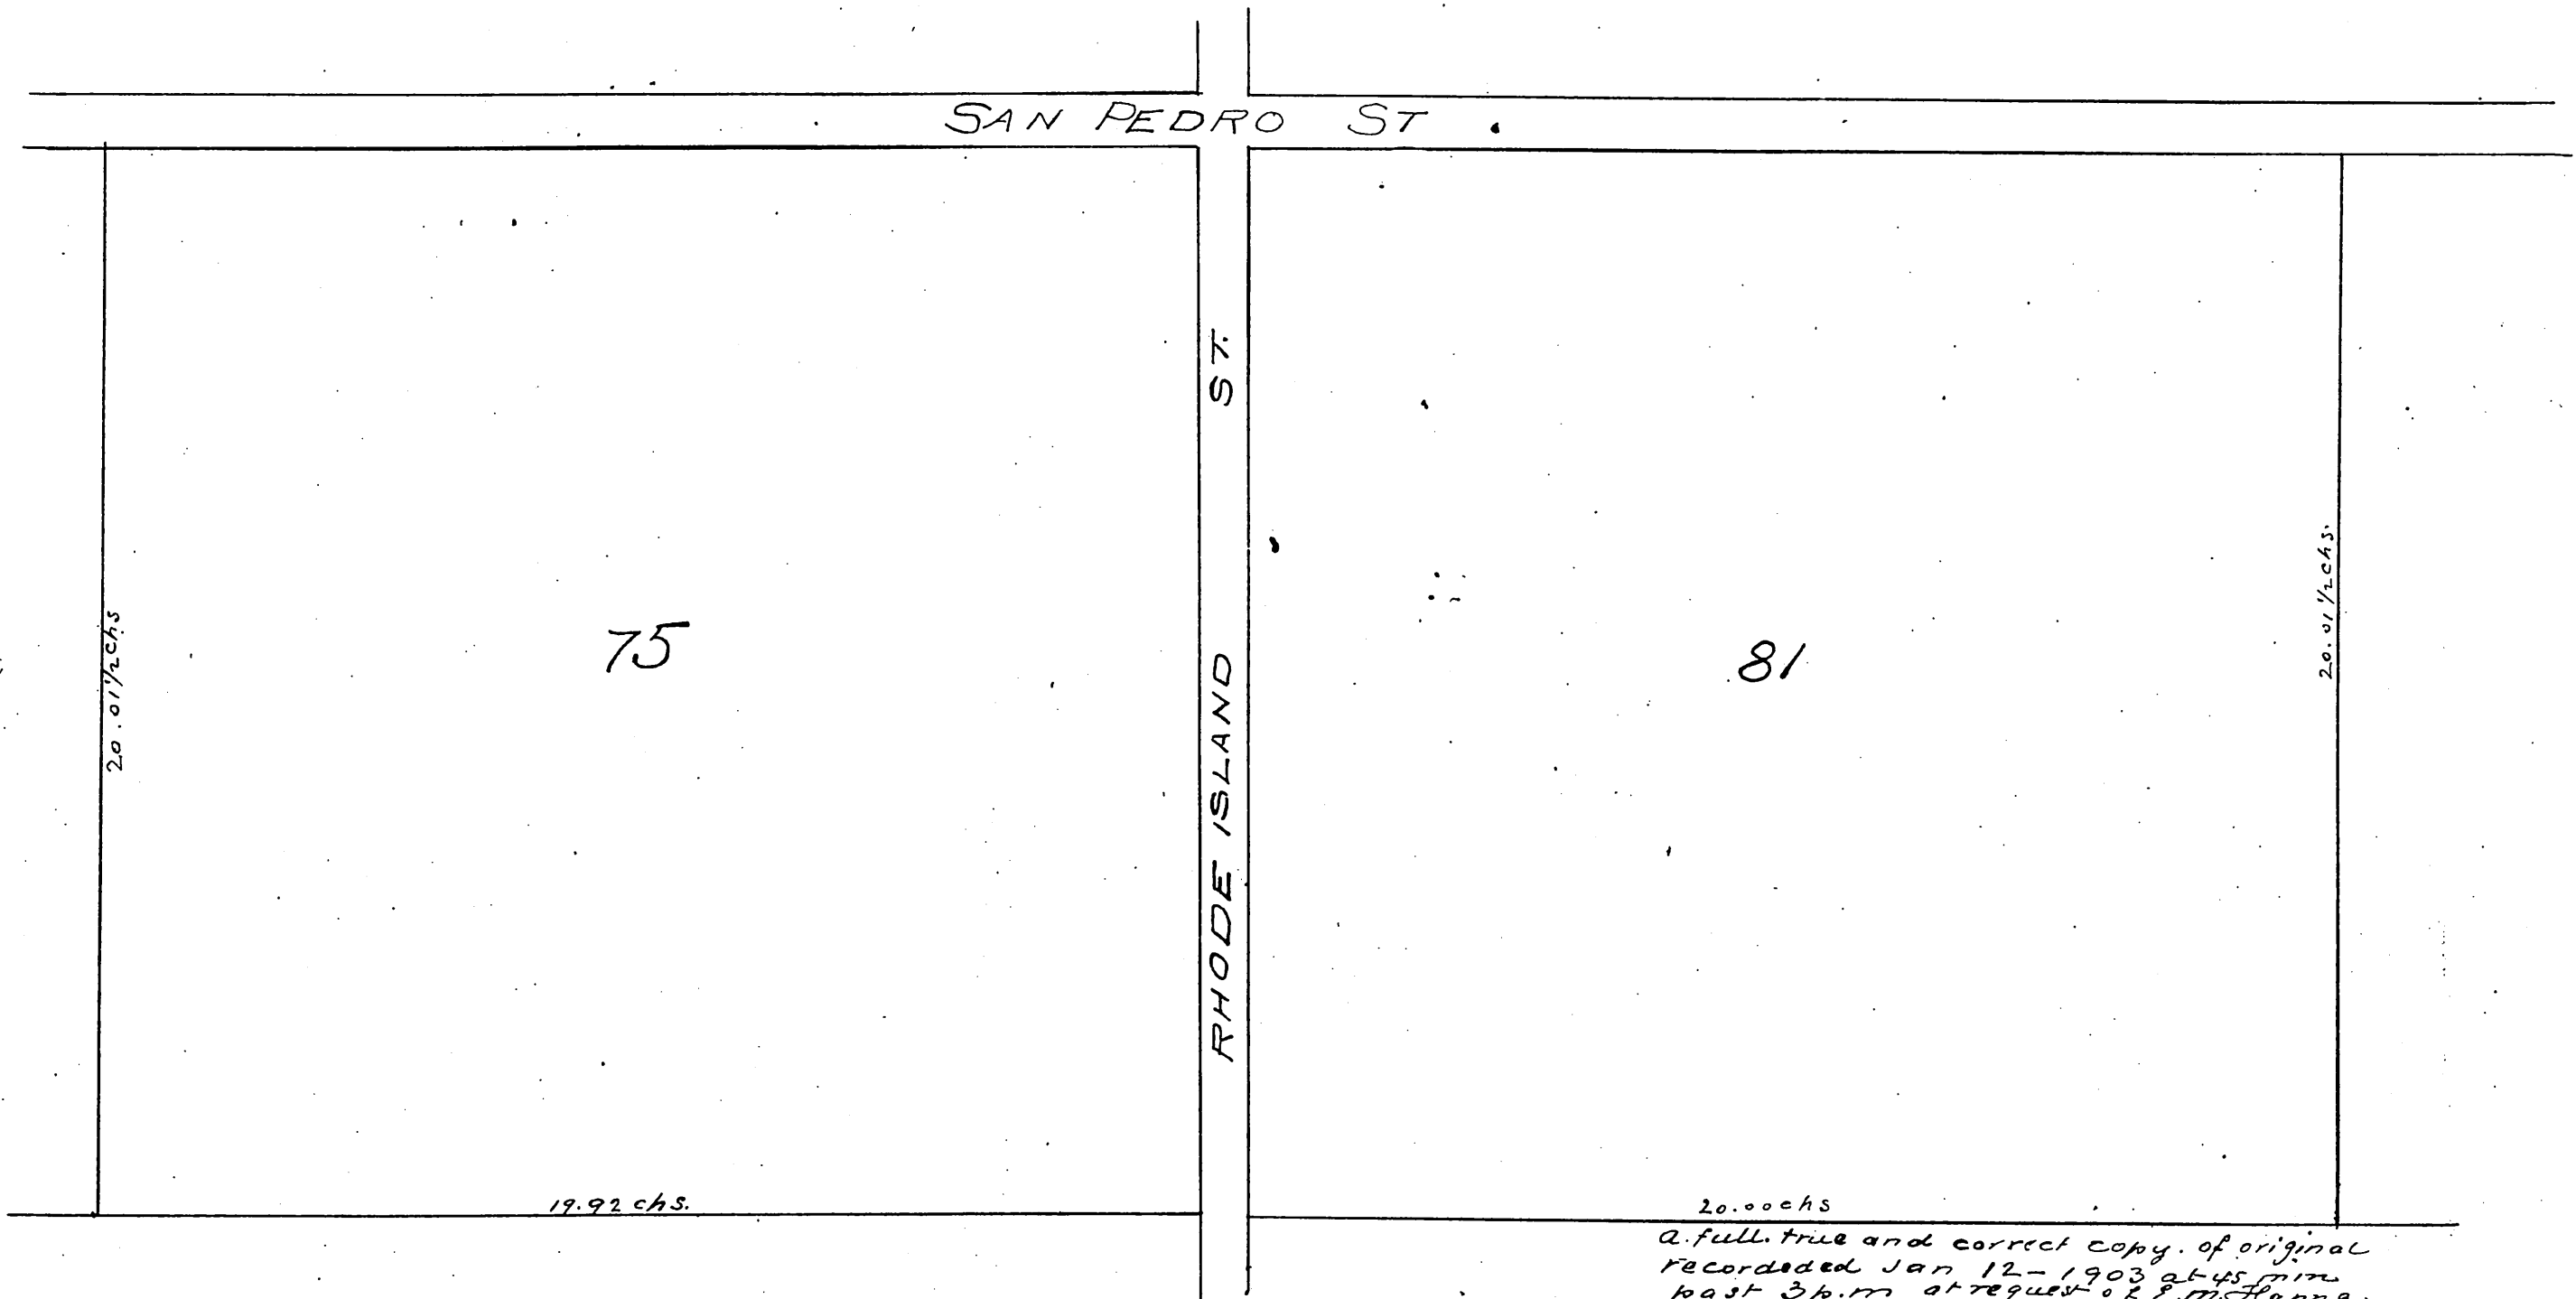 SAN PEDRO ST
RHODE ISLAND ST.
20.01½chs
75
81
20.01½chs.
19.92 chs.
20.00chs
a. full. true and correct copy. of original
recordeded Jan 12-1903 at 45 min
past 3p.m at request of E.M. Hanna.